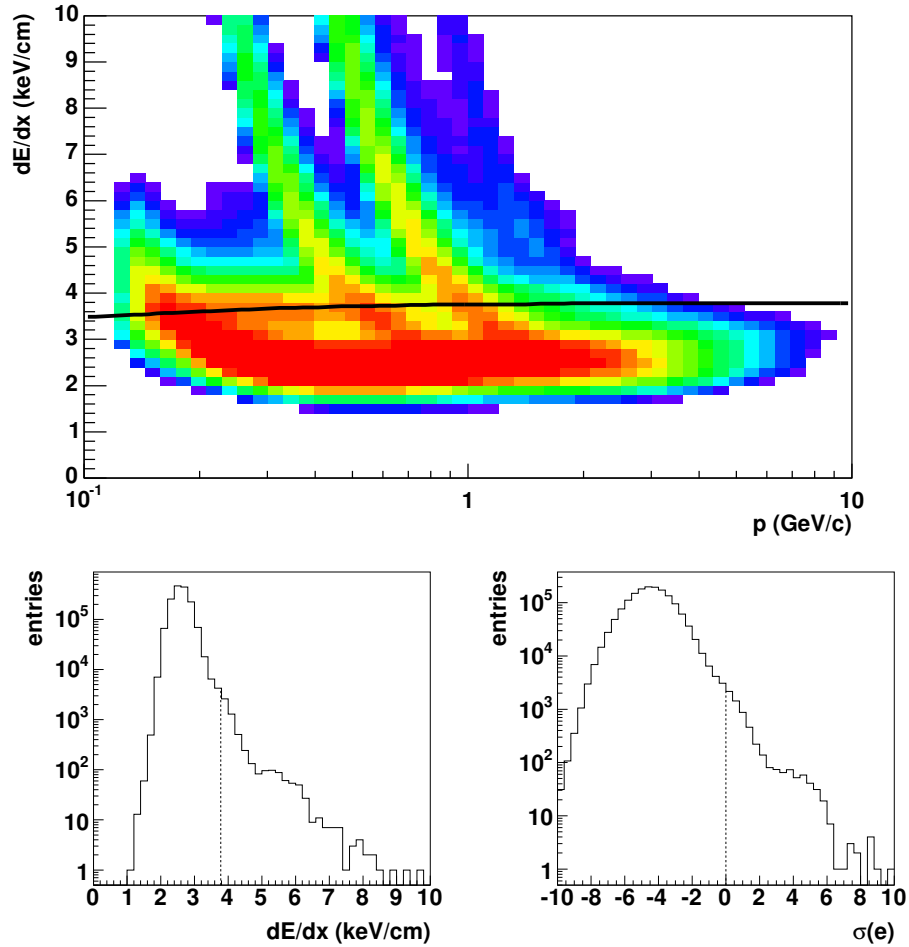 dE/dx (keV/cm)
10
9
8
7
6
5
4
3
2
1
0
10⁻¹ 1 10
p (GeV/c)
entries
10⁵
10⁴
10³
10²
10
1
0 1 2 3 4 5 6 7 8 9 10
dE/dx (keV/cm)
entries
10⁵
10⁴
10³
10²
10
1
-10 -8 -6 -4 -2 0 2 4 6 8 10
σ(e)